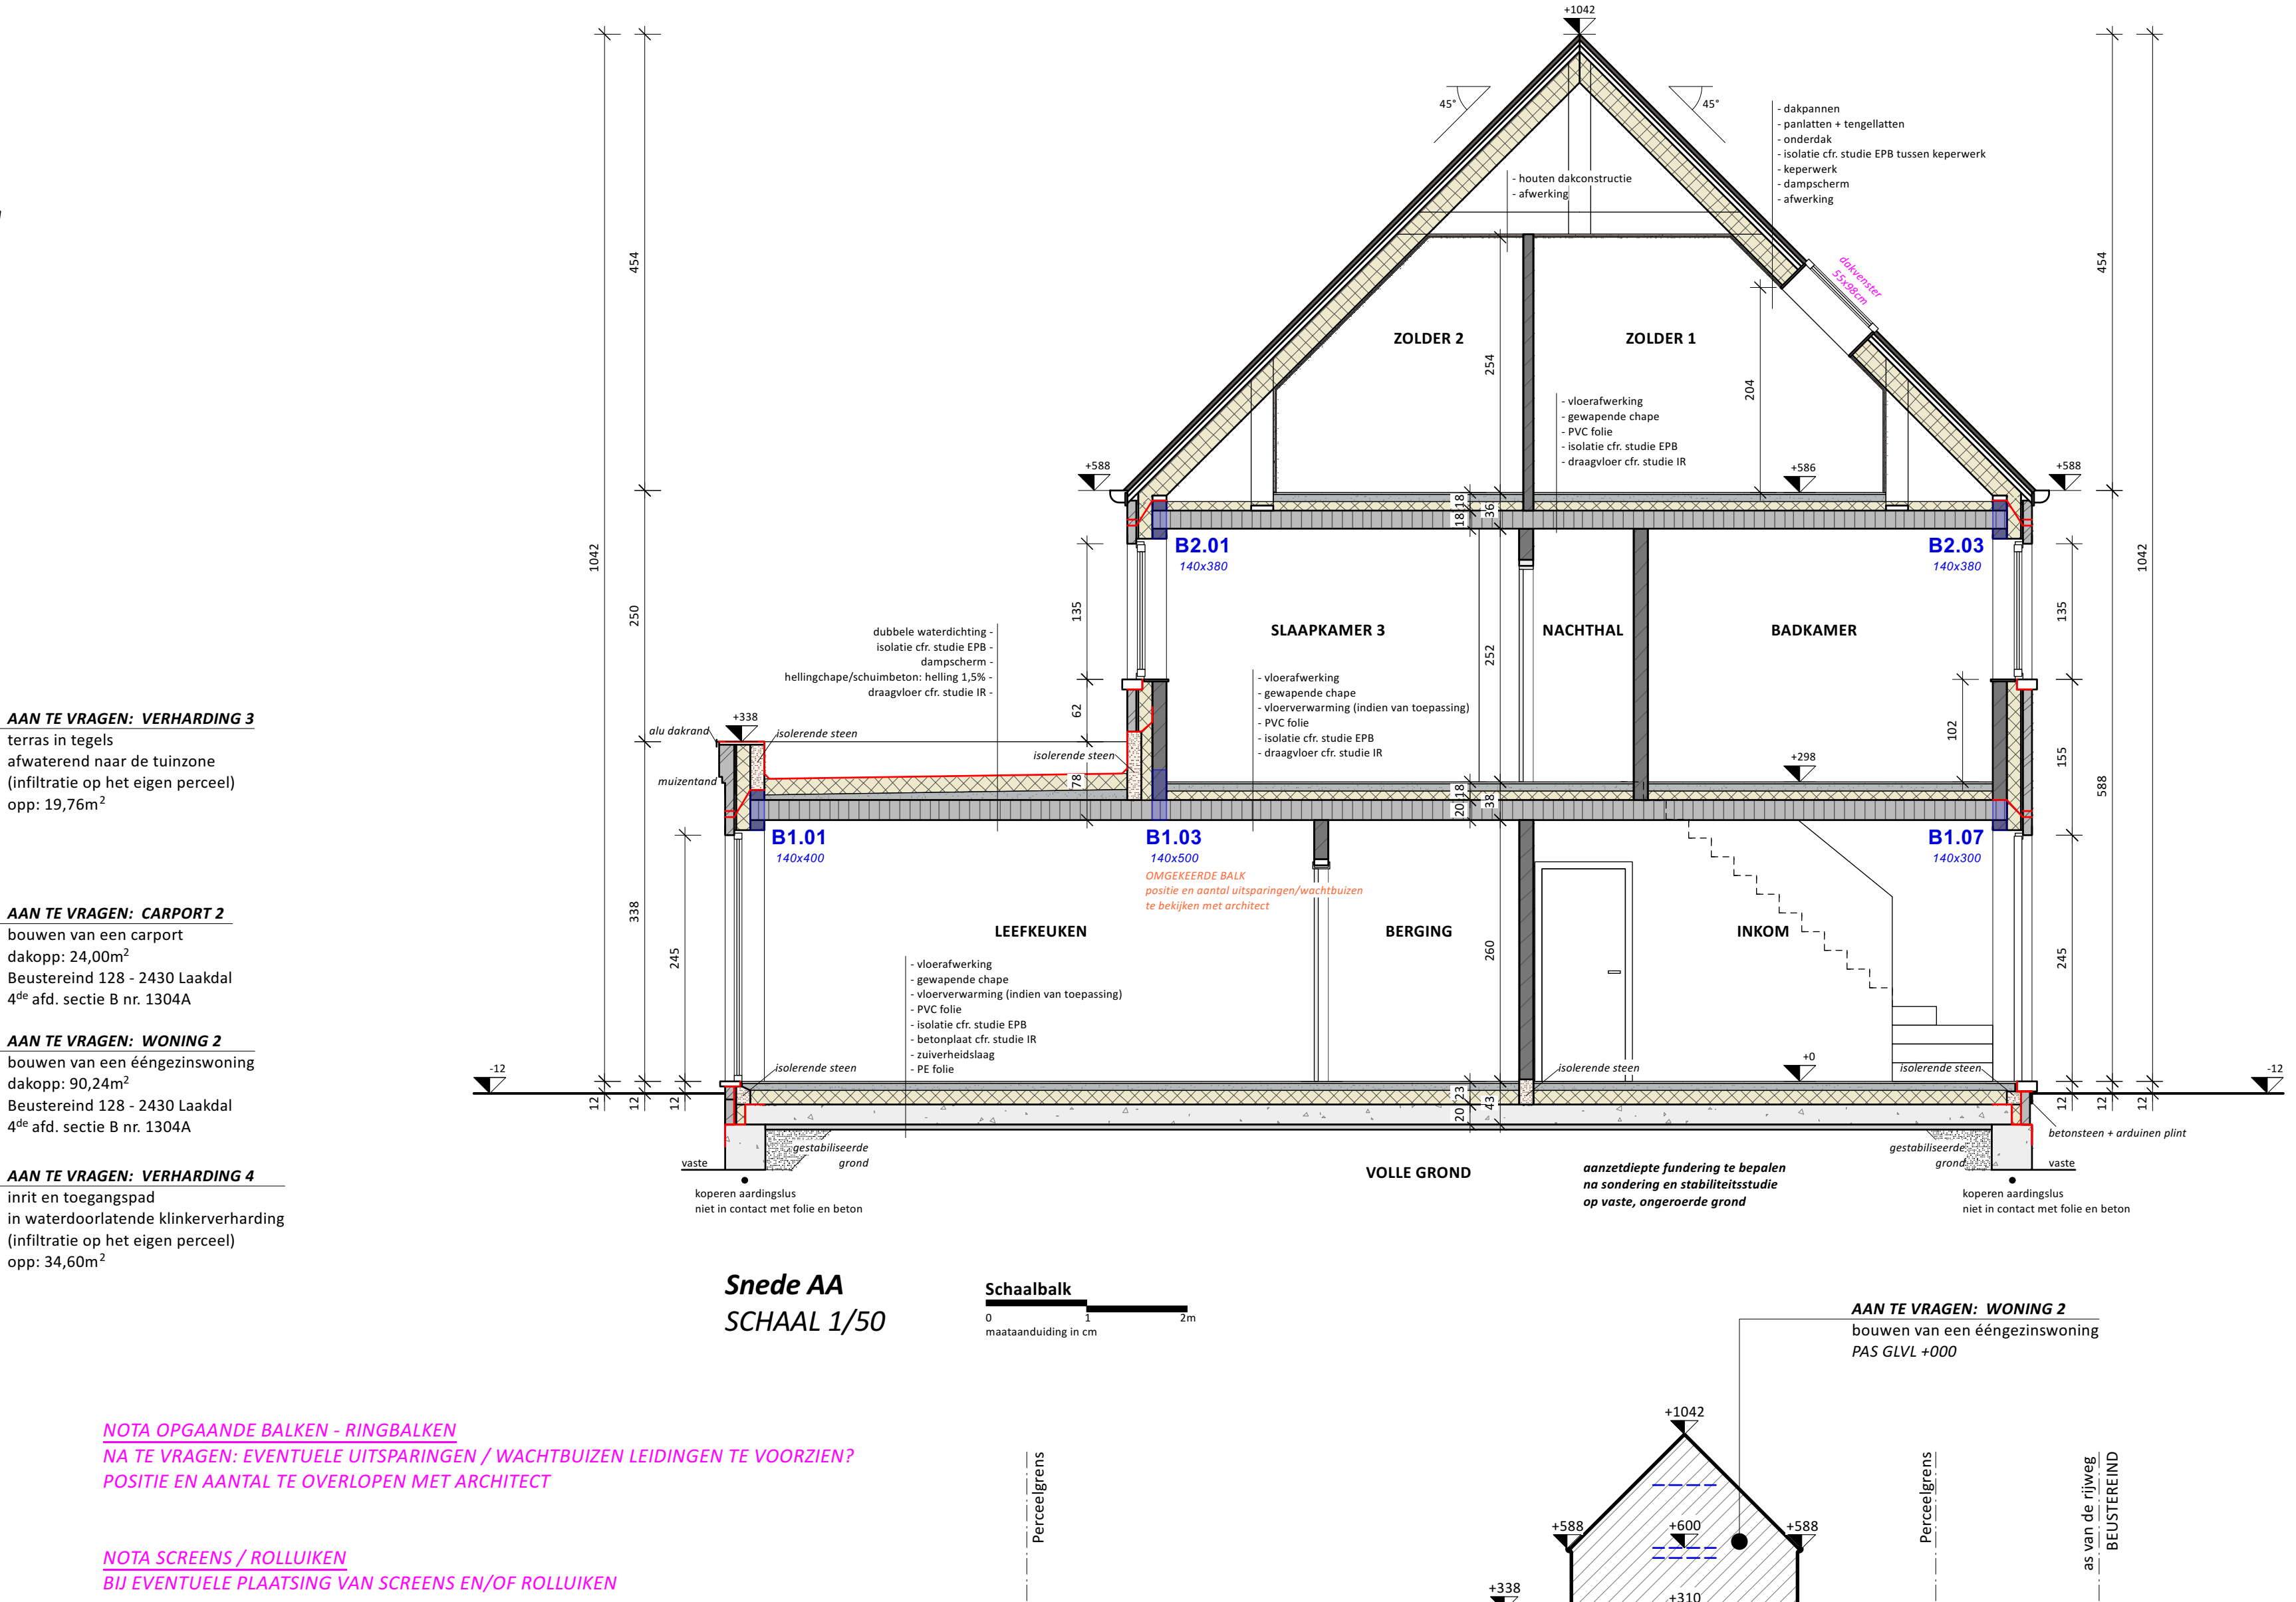 +1042
45°
45°
- dakpannen
- panlatten + tengellatten
- onderdak
- isolatie cfr. studie EPB tussen keperwerk
- keperwerk
- dampscherm
- afwerking
- houten dakconstructie
- afwerking
454
454
dakvenster
55x98cm
ZOLDER 2
ZOLDER 1
254
204
- vloerafwerking
- gewapende chape
- PVC folie
- isolatie cfr. studie EPB
- draagvloer cfr. studie IR
+588
+586
+588
18
18
36
B2.01
140x380
B2.03
140x380
1042
1042
250
135
135
dubbele waterdichting -
isolatie cfr. studie EPB -
dampscherm -
hellingchape/schuimbeton: helling 1,5% -
draagvloer cfr. studie IR -
SLAAPKAMER 3
NACHTHAL
BADKAMER
252
- vloerafwerking
- gewapende chape
- vloerverwarming (indien van toepassing)
- PVC folie
- isolatie cfr. studie EPB
- draagvloer cfr. studie IR
62
102
155
588
alu dakrand
+338
isolerende steen
isolerende steen
muizentand
78
+298
18
20
38
B1.01
140x400
B1.03
140x500
OMGEKEERDE BALK
positie en aantal uitsparingen/wachtbuizen
te bekijken met architect
B1.07
140x300
338
245
245
260
LEEFKEUKEN
BERGING
INKOM
- vloerafwerking
- gewapende chape
- vloerverwarming (indien van toepassing)
- PVC folie
- isolatie cfr. studie EPB
- betonplaat cfr. studie IR
- zuiverheidslaag
- PE folie
isolerende steen
isolerende steen
+0
isolerende steen
-12
-12
12
12
12
23
20
43
12
12
12
betonsteen + arduinen plint
gestabiliseerde
grond
gestabiliseerde
grond
vaste
vaste
VOLLE GROND
aanzetdiepte fundering te bepalen
na sondering en stabiliteitsstudie
op vaste, ongeroerde grond
koperen aardingslus
niet in contact met folie en beton
koperen aardingslus
niet in contact met folie en beton
AAN TE VRAGEN: VERHARDING 3
terras in tegels
afwaterend naar de tuinzone
(infiltratie op het eigen perceel)
opp: 19,76m²
AAN TE VRAGEN: CARPORT 2
bouwen van een carport
dakopp: 24,00m²
Beustereind 128 - 2430 Laakdal
4de afd. sectie B nr. 1304A
AAN TE VRAGEN: WONING 2
bouwen van een ééngezinswoning
dakopp: 90,24m²
Beustereind 128 - 2430 Laakdal
4de afd. sectie B nr. 1304A
AAN TE VRAGEN: VERHARDING 4
inrit en toegangspad
in waterdoorlatende klinkerverharding
(infiltratie op het eigen perceel)
opp: 34,60m²
Snede AA
SCHAAL 1/50
Schaalbalk
0 1 2m
maataanduiding in cm
AAN TE VRAGEN: WONING 2
bouwen van een ééngezinswoning
PAS GLVL +000
NOTA OPGAANDE BALKEN - RINGBALKEN
NA TE VRAGEN: EVENTUELE UITSPARINGEN / WACHTBUIZEN LEIDINGEN TE VOORZIEN?
POSITIE EN AANTAL TE OVERLOPEN MET ARCHITECT
NOTA SCREENS / ROLLUIKEN
BIJ EVENTUELE PLAATSING VAN SCREENS EN/OF ROLLUIKEN
Perceelgrens
+1042
+588
+600
+588
+338
+310
Perceelgrens
as van de rijweg
BEUSTEREIND